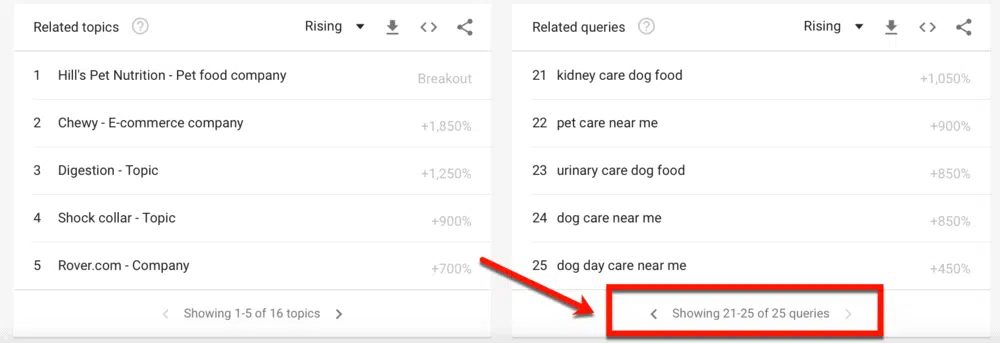 Related topics
Rising
1 Hill's Pet Nutrition - Pet food company Breakout
2 Chewy - E-commerce company +1,850%
3 Digestion - Topic +1,250%
4 Shock collar - Topic +900%
5 Rover.com - Company +700%
Showing 1-5 of 16 topics
Related queries
Rising
21 kidney care dog food +1,050%
22 pet care near me +900%
23 urinary care dog food +850%
24 dog care near me +850%
25 dog day care near me +450%
Showing 21-25 of 25 queries